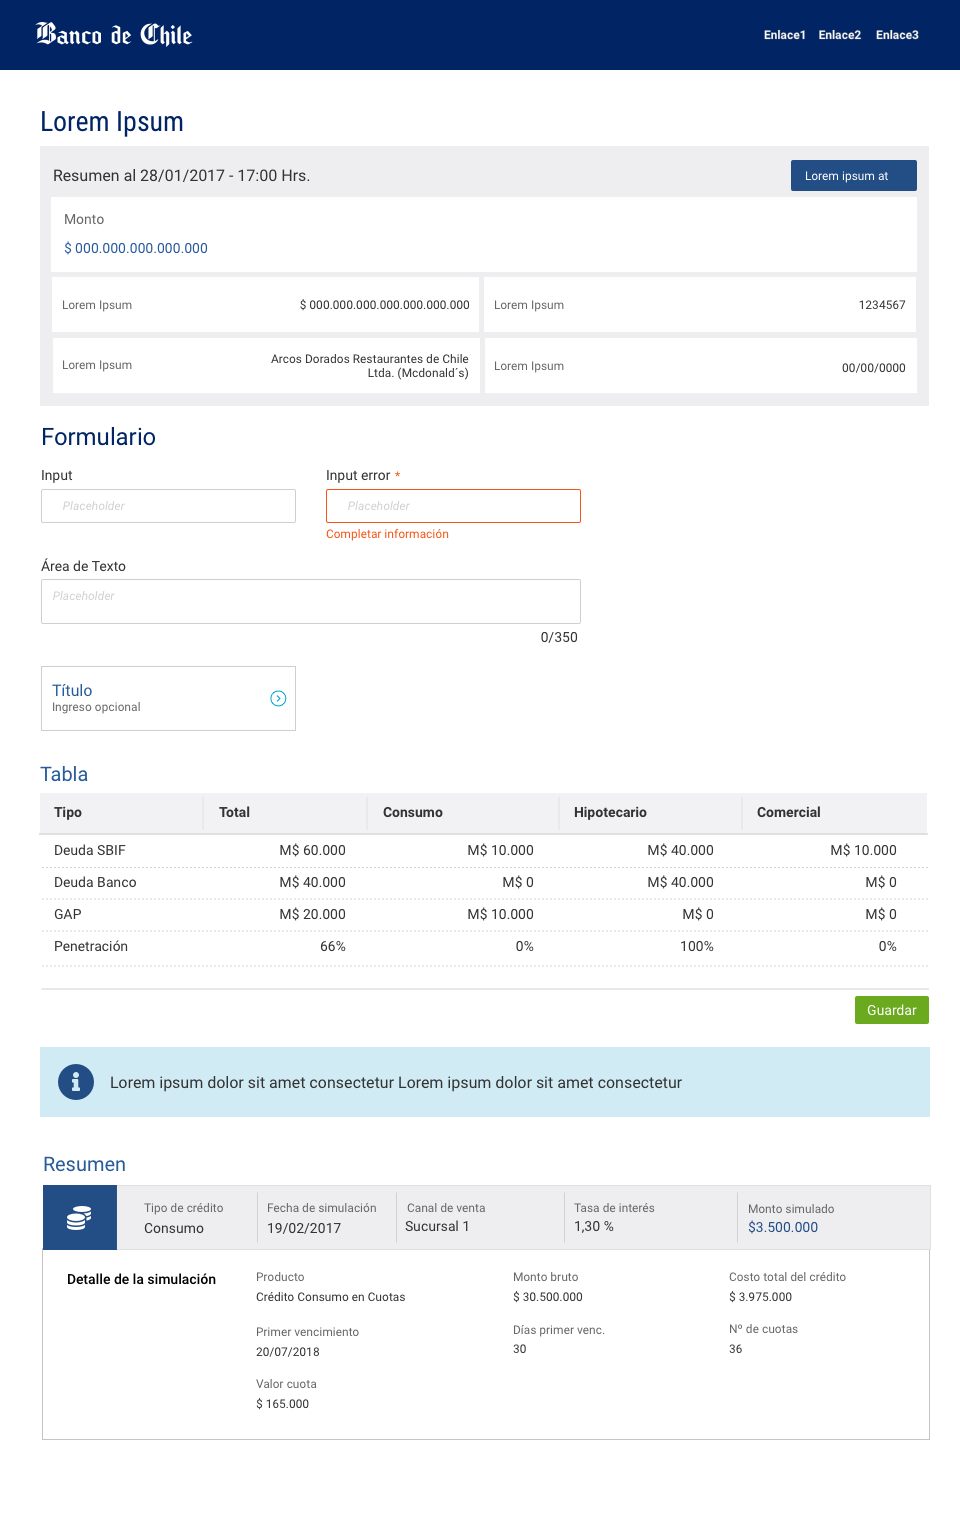 Banco de Chile
Enlace1 Enlace2 Enlace3
Lorem Ipsum
Resumen al 28/01/2017 - 17:00 Hrs.
Lorem ipsum at
Monto
$ 000.000.000.000.000
Lorem Ipsum $ 000.000.000.000.000.000.000
Lorem Ipsum 1234567
Lorem Ipsum
Arcos Dorados Restaurantes de Chile
Ltda. (Mcdonald´s)
Lorem Ipsum 00/00/0000
Formulario
Input
Placeholder
Input error *
Placeholder
Completar información
Área de Texto
Placeholder
0/350
Título
Ingreso opcional
Tabla
Tipo Total Consumo Hipotecario Comercial
Deuda SBIF M$ 60.000 M$ 10.000 M$ 40.000 M$ 10.000
Deuda Banco M$ 40.000 M$ 0 M$ 40.000 M$ 0
GAP M$ 20.000 M$ 10.000 M$ 0 M$ 0
Penetración 66% 0% 100% 0%
Guardar
Lorem ipsum dolor sit amet consectetur Lorem ipsum dolor sit amet consectetur
Resumen
Tipo de crédito
Consumo
Fecha de simulación
19/02/2017
Canal de venta
Sucursal 1
Tasa de interés
1,30 %
Monto simulado
$3.500.000
Detalle de la simulación
Producto
Crédito Consumo en Cuotas
Monto bruto
$ 30.500.000
Costo total del crédito
$ 3.975.000
Primer vencimiento
20/07/2018
Días primer venc.
30
Nº de cuotas
36
Valor cuota
$ 165.000